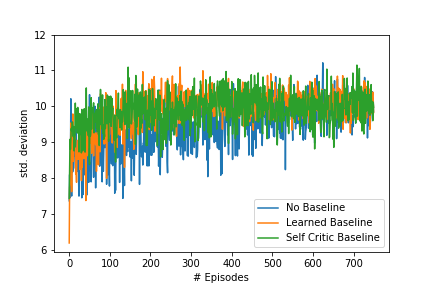 12
11
10
9
8
7
6
std. deviation
No Baseline
Learned Baseline
Self Critic Baseline
0 100 200 300 400 500 600 700
# Episodes